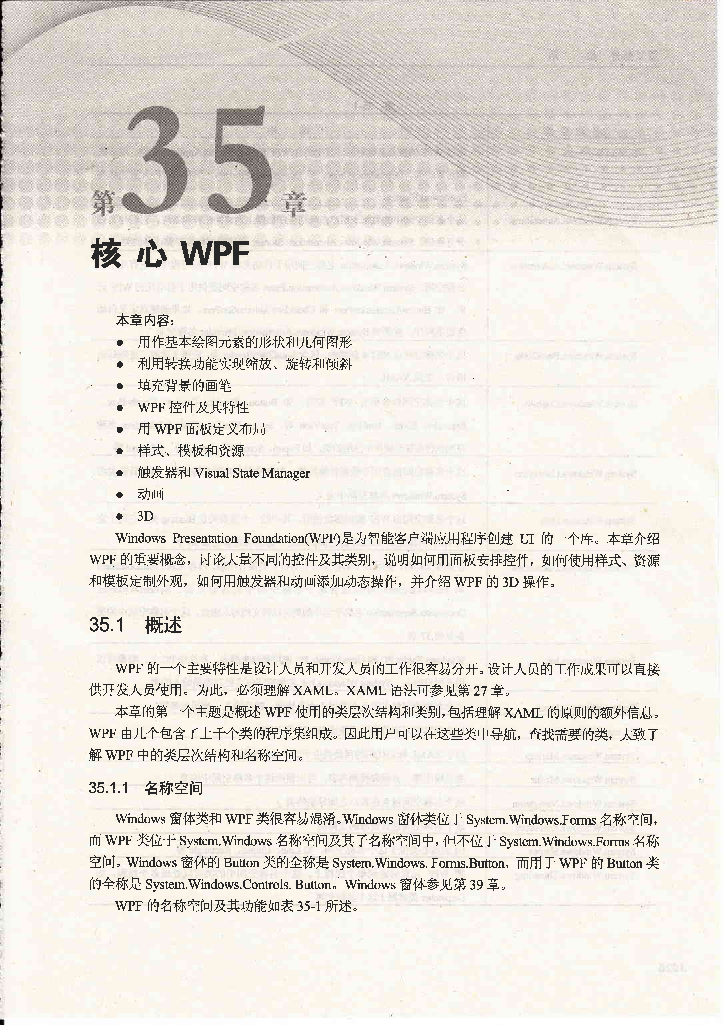 第35章
核心 WPF
本章内容：
● 用作基本绘图元素的形状和几何图形
● 利用转换功能实现缩放、旋转和倾斜
● 填充背景的画笔
● WPF 控件及其特性
● 用 WPF 面板定义布局
● 样式、模板和资源
● 触发器和 Visual State Manager
● 动画
● 3D
Windows Presentation Foundation(WPF)是为智能客户端应用程序创建 UI 的一个库。本章介绍
WPF 的重要概念，讨论大量不同的控件及其类别，说明如何用面板安排控件，如何使用样式、资源
和模板定制外观，如何用触发器和动画添加动态操作，并介绍 WPF 的 3D 操作。
35.1 概述
WPF 的一个主要特性是设计人员和开发人员的工作很容易分开。设计人员的工作成果可以直接
供开发人员使用。为此，必须理解 XAML。XAML 语法可参见第 27 章。
本章的第一个主题是概述 WPF 使用的类层次结构和类别，包括理解 XAML 的原则的额外信息。
WPF 由几个包含了上千个类的程序集组成。因此用户可以在这些类中导航，查找需要的类，大致了
解 WPF 中的类层次结构和名称空间。
35.1.1 名称空间
Windows 窗体类和 WPF 类很容易混淆。Windows 窗体类位于 System.Windows.Forms 名称空间，
而 WPF 类位于 System.Windows 名称空间及其子名称空间中，但不位于 System.Windows.Forms 名称
空间。Windows 窗体的 Button 类的全称是 System.Windows. Forms.Button，而用于 WPF 的 Button 类
的全称是 System.Windows.Controls. Button。Windows 窗体参见第 39 章。
WPF 的名称空间及其功能如表 35-1 所述。